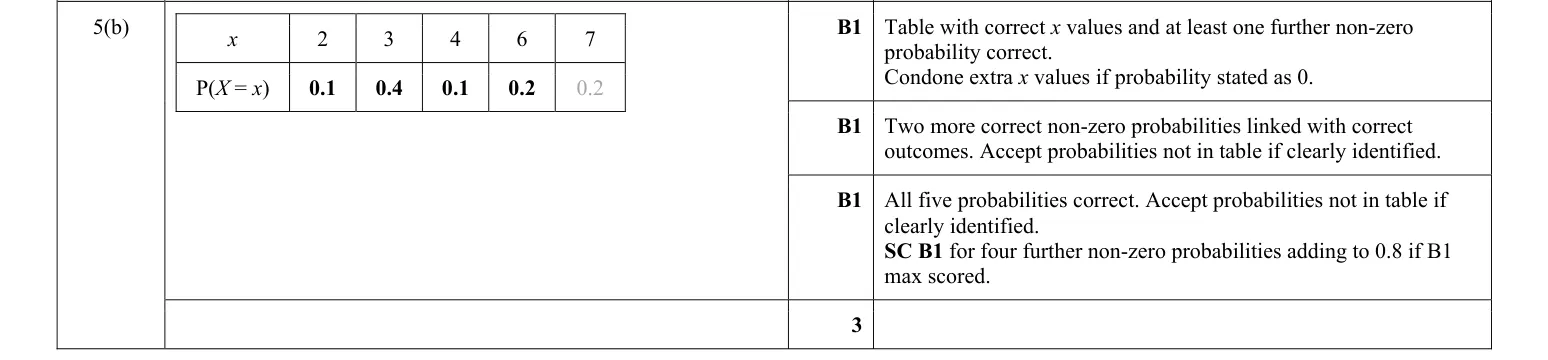 5(b)
x 2 3 4 6 7
P(X = x) 0.1 0.4 0.1 0.2 0.2
B1 Table with correct x values and at least one further non-zero
probability correct.
Condone extra x values if probability stated as 0.
B1 Two more correct non-zero probabilities linked with correct
outcomes. Accept probabilities not in table if clearly identified.
B1 All five probabilities correct. Accept probabilities not in table if
clearly identified.
SC B1 for four further non-zero probabilities adding to 0.8 if B1
max scored.
3